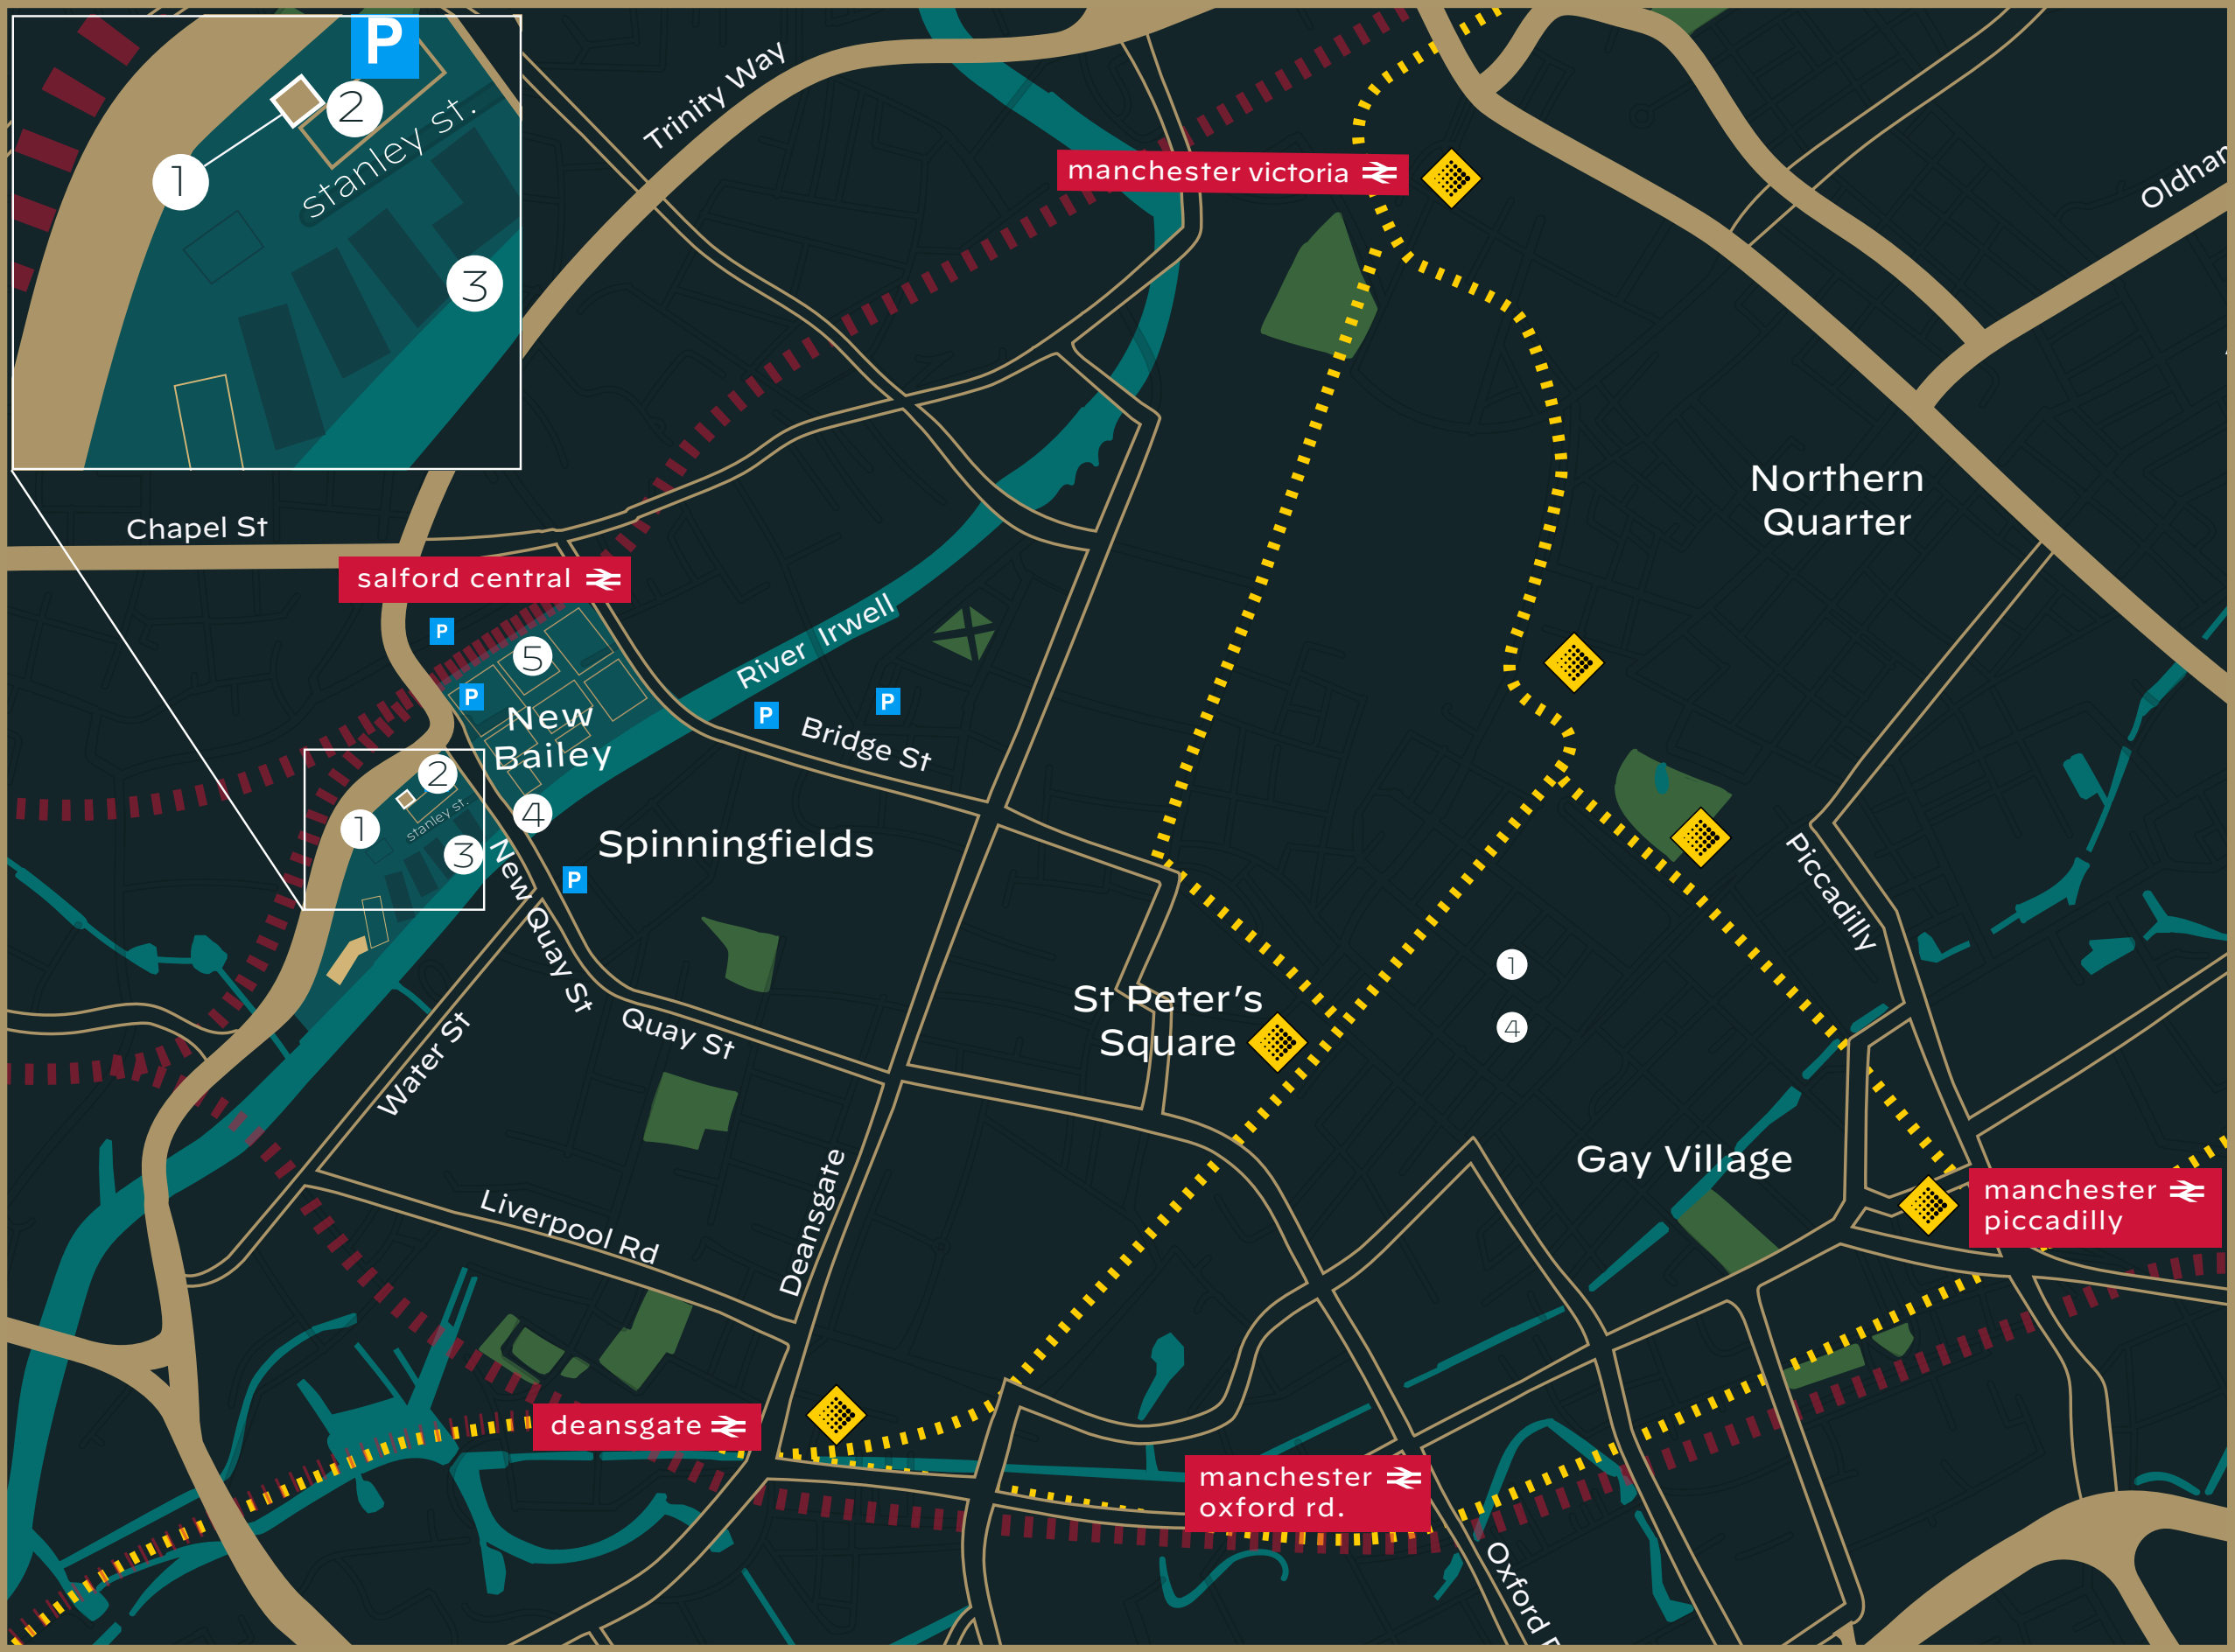 P
2
1
stanley st.
3
Trinity Way
manchester victoria
Northern
Quarter
Chapel St
salford central
P
5
P
New
Bailey
River Irwell
P
P
Bridge St
2
1
stanley st.
3
4
Spinningfields
P
New Quay St
Quay St
Water St
St Peter's
Square
1
4
Piccadilly
Gay Village
Liverpool Rd
Deansgate
manchester
piccadilly
deansgate
manchester
oxford rd.
Oxford